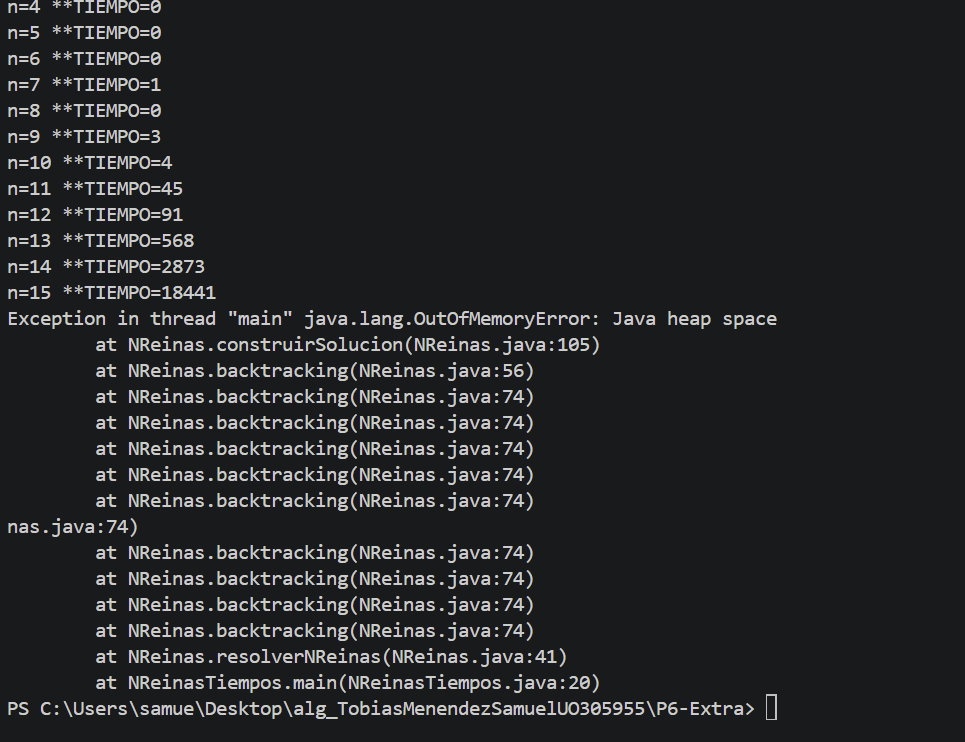 n=4 **TIEMPO=0
n=5 **TIEMPO=0
n=6 **TIEMPO=0
n=7 **TIEMPO=1
n=8 **TIEMPO=0
n=9 **TIEMPO=3
n=10 **TIEMPO=4
n=11 **TIEMPO=45
n=12 **TIEMPO=91
n=13 **TIEMPO=568
n=14 **TIEMPO=2873
n=15 **TIEMPO=18441
Exception in thread "main" java.lang.OutOfMemoryError: Java heap space
        at NReinas.construirSolucion(NReinas.java:105)
        at NReinas.backtracking(NReinas.java:56)
        at NReinas.backtracking(NReinas.java:74)
        at NReinas.backtracking(NReinas.java:74)
        at NReinas.backtracking(NReinas.java:74)
        at NReinas.backtracking(NReinas.java:74)
        at NReinas.backtracking(NReinas.java:74)
nas.java:74)
        at NReinas.backtracking(NReinas.java:74)
        at NReinas.backtracking(NReinas.java:74)
        at NReinas.backtracking(NReinas.java:74)
        at NReinas.backtracking(NReinas.java:74)
        at NReinas.resolverNReinas(NReinas.java:41)
        at NReinasTiempos.main(NReinasTiempos.java:20)
PS C:\Users\samue\Desktop\alg_TobiasMenendezSamuelUO305955\P6-Extra>